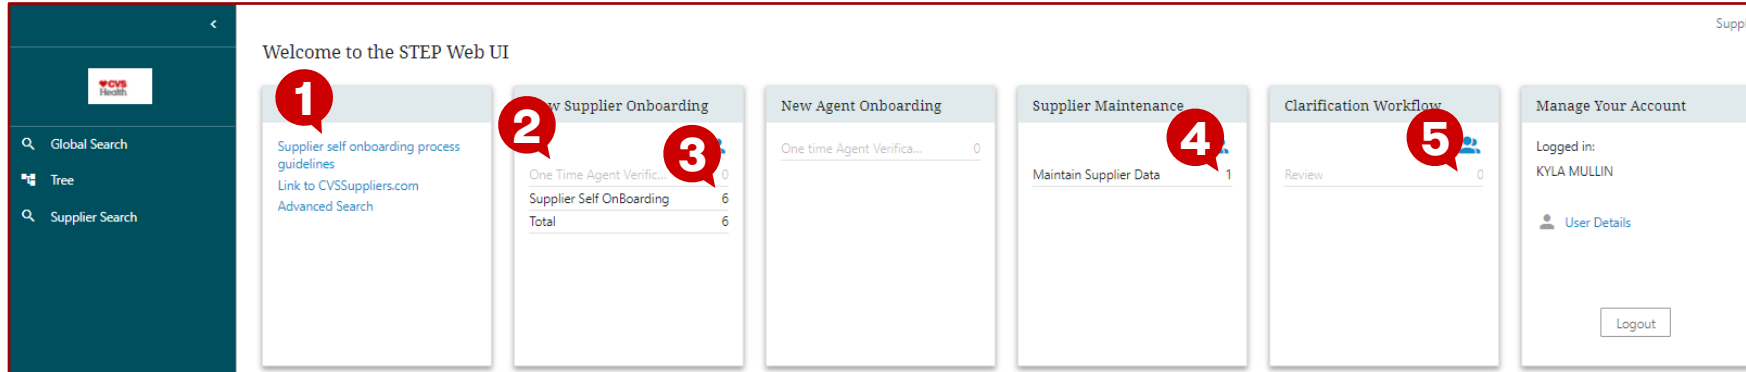 Suppl
Welcome to the STEP Web UI
♥CVS
Health
Global Search
Tree
Supplier Search
1
Supplier self onboarding process
guidelines
Link to CVSSuppliers.com
Advanced Search
Supplier Onboarding
2
3
One Time Agent Verific... 0
Supplier Self OnBoarding 6
Total 6
New Agent Onboarding
One time Agent Verifica... 0
Supplier Maintenance
4
Maintain Supplier Data 1
Clarification Workflow
5
Review 0
Manage Your Account
Logged in:
KYLA MULLIN
User Details
Logout